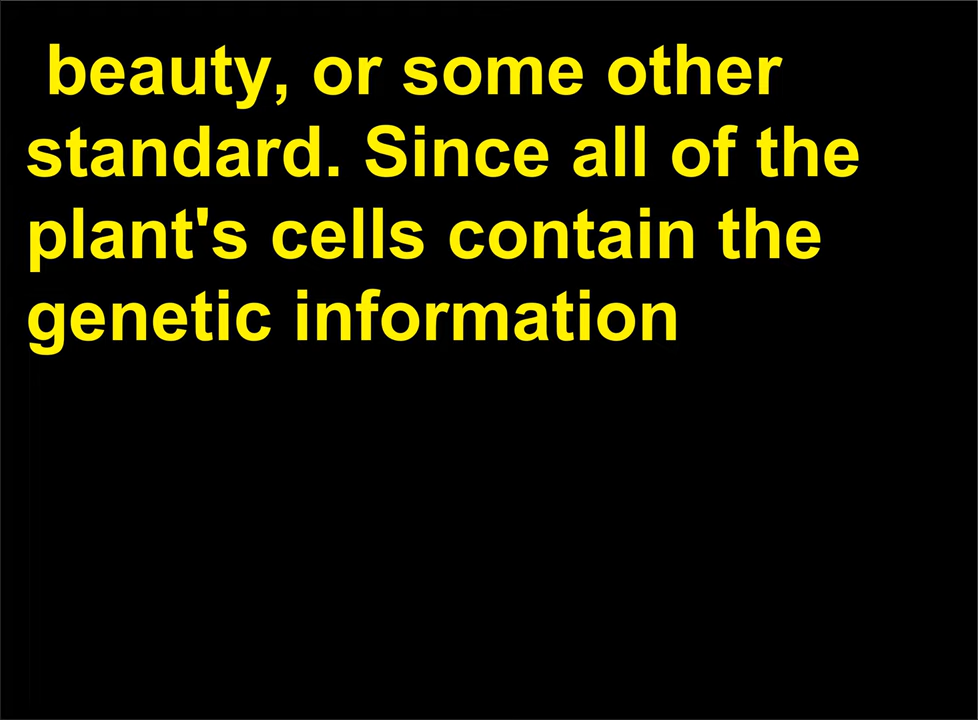 beauty, or some other
standard. Since all of the
plant's cells contain the
genetic information